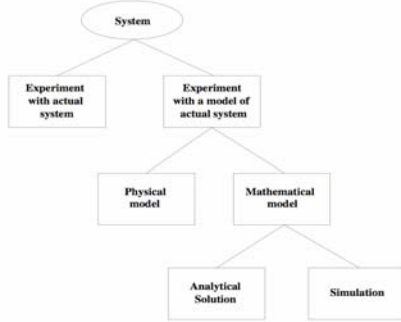 System
Experiment
with actual
system
Experiment
with a model of
actual system
Physical
model
Mathematical
model
Analytical
Solution
Simulation